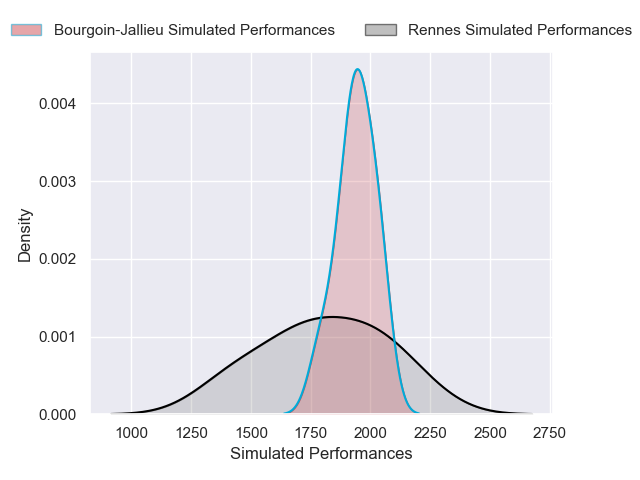 Bourgoin-Jallieu Simulated Performances Rennes Simulated Performances
0.004
0.003
0.002
0.001
0.000
Density
1000 1250 1500 1750 2000 2250 2500 2750
Simulated Performances